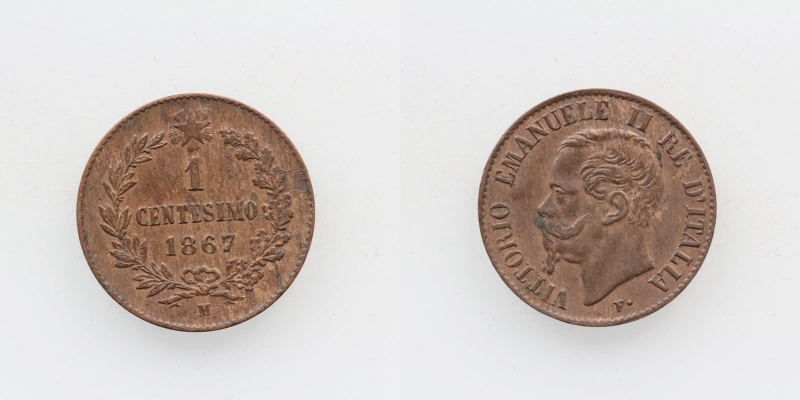 1
CENTESIMO
1867
M
VITTORIO EMANUELE II RE D'ITALIA
F.